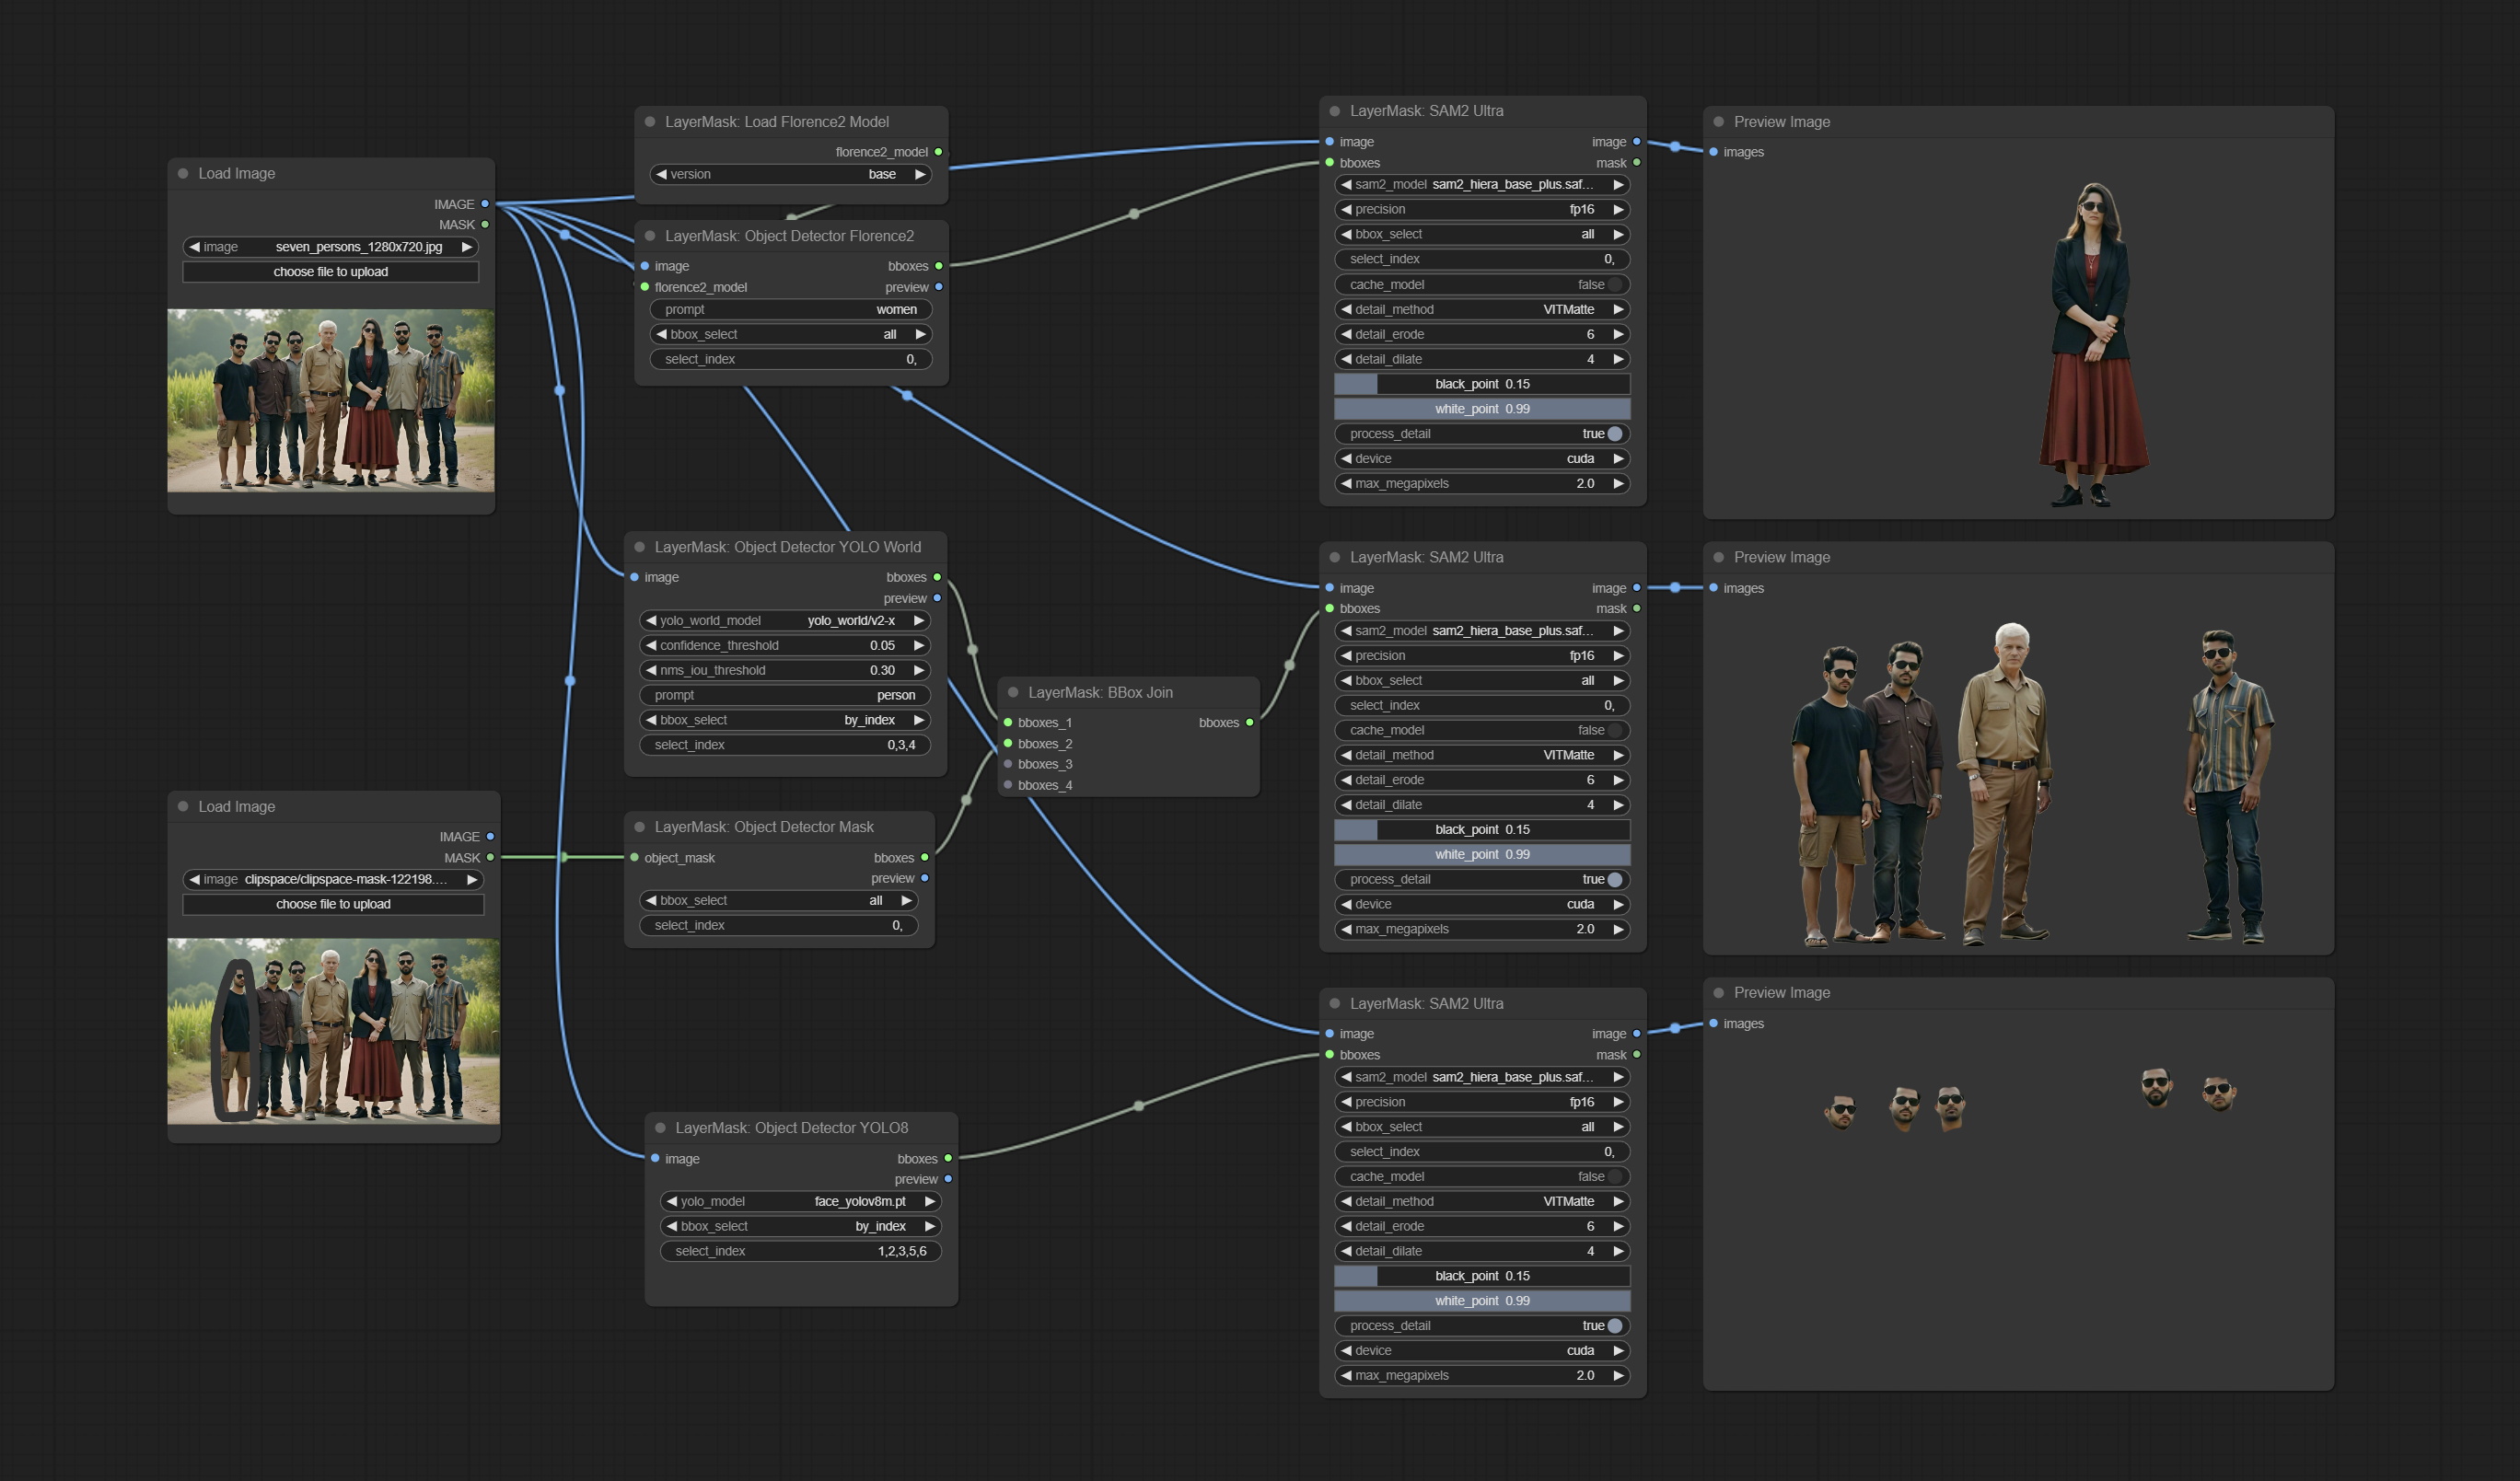 Load Image
IMAGE
MASK
image seven_persons_1280x720.jpg
choose file to upload
LayerMask: Load Florence2 Model
florence2_model
version base
LayerMask: Object Detector Florence2
image bboxes
florence2_model preview
prompt women
bbox_select all
select_index 0,
LayerMask: SAM2 Ultra
image image
bboxes mask
sam2_model sam2_hiera_base_plus.saf...
precision fp16
bbox_select all
select_index 0,
cache_model false
detail_method VITMatte
detail_erode 6
detail_dilate 4
black_point 0.15
white_point 0.99
process_detail true
device cuda
max_megapixels 2.0
Preview Image
images
LayerMask: Object Detector YOLO World
image bboxes
preview
yolo_world_model yolo_world/v2-x
confidence_threshold 0.05
nms_iou_threshold 0.30
prompt person
bbox_select by_index
select_index 0,3,4
LayerMask: BBox Join
bboxes_1 bboxes
bboxes_2
bboxes_3
bboxes_4
LayerMask: SAM2 Ultra
image image
bboxes mask
sam2_model sam2_hiera_base_plus.saf...
precision fp16
bbox_select all
select_index 0,
cache_model false
detail_method VITMatte
detail_erode 6
detail_dilate 4
black_point 0.15
white_point 0.99
process_detail true
device cuda
max_megapixels 2.0
Preview Image
images
Load Image
IMAGE
MASK
image clipspace/clipspace-mask-122198....
choose file to upload
LayerMask: Object Detector Mask
object_mask bboxes
preview
bbox_select all
select_index 0,
LayerMask: Object Detector YOLO8
image bboxes
preview
yolo_model face_yolov8m.pt
bbox_select by_index
select_index 1,2,3,5,6
LayerMask: SAM2 Ultra
image image
bboxes mask
sam2_model sam2_hiera_base_plus.saf...
precision fp16
bbox_select all
select_index 0,
cache_model false
detail_method VITMatte
detail_erode 6
detail_dilate 4
black_point 0.15
white_point 0.99
process_detail true
device cuda
max_megapixels 2.0
Preview Image
images